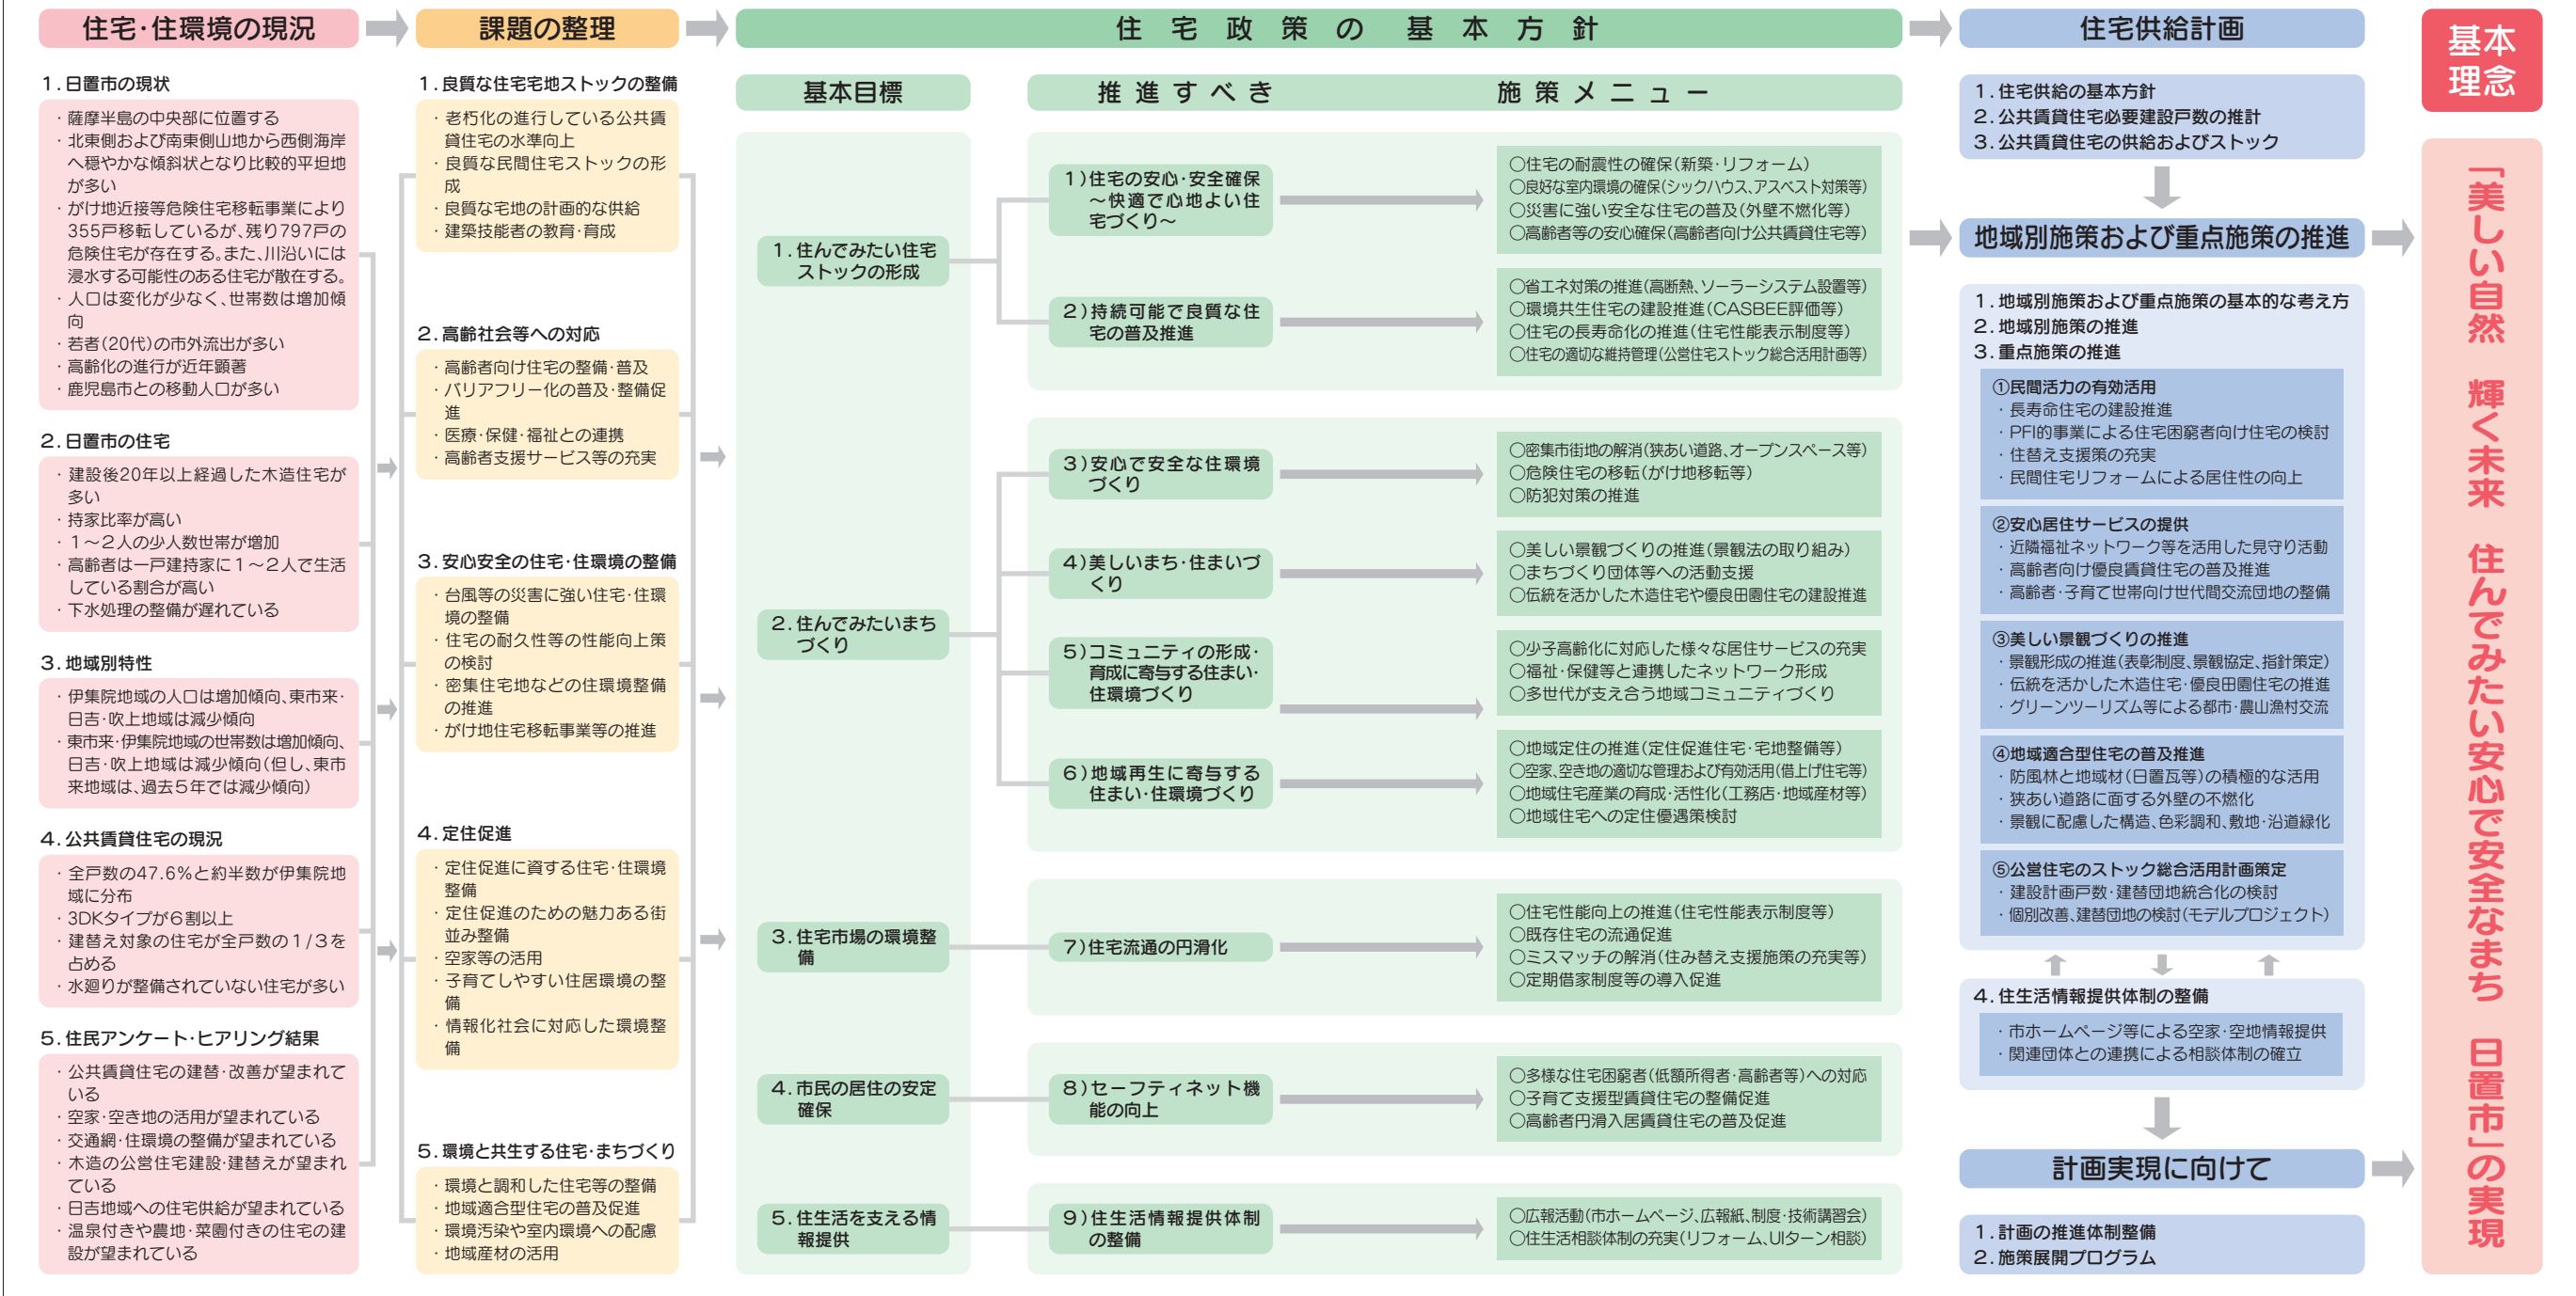 住宅･住環境の現況
1.日置市の現状
・薩摩半島の中央部に位置する
・北東側および南東側山地から西側海岸
へ穏やかな傾斜状となり比較的平坦地
が多い
・がけ地近接等危険住宅移転事業により
355戸移転しているが、残り797戸の
危険住宅が存在する。また、川沿いには
浸水する可能性のある住宅が散在する。
・人口は変化が少なく、世帯数は増加傾
向
・若者(20代)の市外流出が多い
・高齢化の進行が近年顕著
・鹿児島市との移動人口が多い
2.日置市の住宅
・建設後20年以上経過した木造住宅が
多い
・持家比率が高い
・1～2人の少人数世帯が増加
・高齢者は一戸建持家に1～2人で生活
している割合が高い
・下水処理の整備が遅れている
3.地域別特性
・伊集院地域の人口は増加傾向、東市来･
日吉･吹上地域は減少傾向
・東市来･伊集院地域の世帯数は増加傾向、
日吉･吹上地域は減少傾向(但し、東市
来地域は、過去5年では減少傾向)
4.公共賃貸住宅の現況
・全戸数の47.6%と約半数が伊集院地
域に分布
・3DKタイプが6割以上
・建替え対象の住宅が全戸数の1/3を
占める
・水廻りが整備されていない住宅が多い
5.住民アンケート･ヒアリング結果
・公共賃貸住宅の建替･改善が望まれて
いる
・空家･空き地の活用が望まれている
・交通網･住環境の整備が望まれている
・木造の公営住宅建設･建替えが望まれ
ている
・日吉地域への住宅供給が望まれている
・温泉付きや農地･菜園付きの住宅の建
設が望まれている
課題の整理
1.良質な住宅宅地ストックの整備
・老朽化の進行している公共賃
貸住宅の水準向上
・良質な民間住宅ストックの形
成
・良質な宅地の計画的な供給
・建築技能者の教育･育成
2.高齢社会等への対応
・高齢者向け住宅の整備･普及
・バリアフリー化の普及･整備促
進
・医療･保健･福祉との連携
・高齢者支援サービス等の充実
3.安心安全の住宅･住環境の整備
・台風等の災害に強い住宅･住環
境の整備
・住宅の耐久性等の性能向上策
の検討
・密集住宅地などの住環境整備
の推進
・がけ地住宅移転事業等の推進
4.定住促進
・定住促進に資する住宅･住環境
整備
・定住促進のための魅力ある街
並み整備
・空家等の活用
・子育てしやすい住居環境の整
備
・情報化社会に対応した環境整
備
5.環境と共生する住宅･まちづくり
・環境と調和した住宅等の整備
・地域適合型住宅の普及促進
・環境汚染や室内環境への配慮
・地域産材の活用
住宅政策の基本方針
基本目標
推進すべき 施策メニュー
1.住んでみたい住宅
ストックの形成
1)住宅の安心･安全確保
～快適で心地よい住
宅づくり～
○住宅の耐震性の確保(新築･リフォーム)
○良好な室内環境の確保(シックハウス、アスベスト対策等)
○災害に強い安全な住宅の普及(外壁不燃化等)
○高齢者等の安心確保(高齢者向け公共賃貸住宅等)
2)持続可能で良質な住
宅の普及推進
○省エネ対策の推進(高断熱、ソーラーシステム設置等)
○環境共生住宅の建設推進(CASBEE評価等)
○住宅の長寿命化の推進(住宅性能表示制度等)
○住宅の適切な維持管理(公営住宅ストック総合活用計画等)
2.住んでみたいまち
づくり
3)安心で安全な住環境
づくり
○密集市街地の解消(狭あい道路、オープンスペース等)
○危険住宅の移転(がけ地移転等)
○防犯対策の推進
4)美しいまち･住まいづ
くり
○美しい景観づくりの推進(景観法の取り組み)
○まちづくり団体等への活動支援
○伝統を活かした木造住宅や優良田園住宅の建設推進
5)コミュニティの形成･
育成に寄与する住まい･
住環境づくり
○少子高齢化に対応した様々な居住サービスの充実
○福祉･保健等と連携したネットワーク形成
○多世代が支え合う地域コミュニティづくり
6)地域再生に寄与する
住まい･住環境づくり
○地域定住の推進(定住促進住宅･宅地整備等)
○空家、空き地の適切な管理および有効活用(借上げ住宅等)
○地域住宅産業の育成･活性化(工務店･地域産材等)
○地域住宅への定住優遇策検討
3.住宅市場の環境整
備
7)住宅流通の円滑化
○住宅性能向上の推進(住宅性能表示制度等)
○既存住宅の流通促進
○ミスマッチの解消(住み替え支援施策の充実等)
○定期借家制度等の導入促進
4.市民の居住の安定
確保
8)セーフティネット機
能の向上
○多様な住宅困窮者(低額所得者･高齢者等)への対応
○子育て支援型賃貸住宅の整備促進
○高齢者円滑入居賃貸住宅の普及促進
5.住生活を支える情
報提供
9)住生活情報提供体制
の整備
○広報活動(市ホームページ、広報紙、制度･技術講習会)
○住生活相談体制の充実(リフォーム、UIターン相談)
住宅供給計画
1.住宅供給の基本方針
2.公共賃貸住宅必要建設戸数の推計
3.公共賃貸住宅の供給およびストック
地域別施策および重点施策の推進
1.地域別施策および重点施策の基本的な考え方
2.地域別施策の推進
3.重点施策の推進
①民間活力の有効活用
・長寿命住宅の建設推進
・PFI的事業による住宅困窮者向け住宅の検討
・住替え支援策の充実
・民間住宅リフォームによる居住性の向上
②安心居住サービスの提供
・近隣福祉ネットワーク等を活用した見守り活動
・高齢者向け優良賃貸住宅の普及推進
・高齢者･子育て世帯向け世代間交流団地の整備
③美しい景観づくりの推進
・景観形成の推進(表彰制度、景観協定、指針策定)
・伝統を活かした木造住宅･優良田園住宅の推進
・グリーンツーリズム等による都市･農山漁村交流
④地域適合型住宅の普及推進
・防風林と地域材(日置瓦等)の積極的な活用
・狭あい道路に面する外壁の不燃化
・景観に配慮した構造、色彩調和、敷地･沿道緑化
⑤公営住宅のストック総合活用計画策定
・建設計画戸数･建替団地統合化の検討
・個別改善、建替団地の検討(モデルプロジェクト)
4.住生活情報提供体制の整備
・市ホームページ等による空家･空地情報提供
・関連団体との連携による相談体制の確立
計画実現に向けて
1.計画の推進体制整備
2.施策展開プログラム
基本
理念
「美しい自然 輝く未来 住んでみたい安心で安全なまち 日置市」の実現